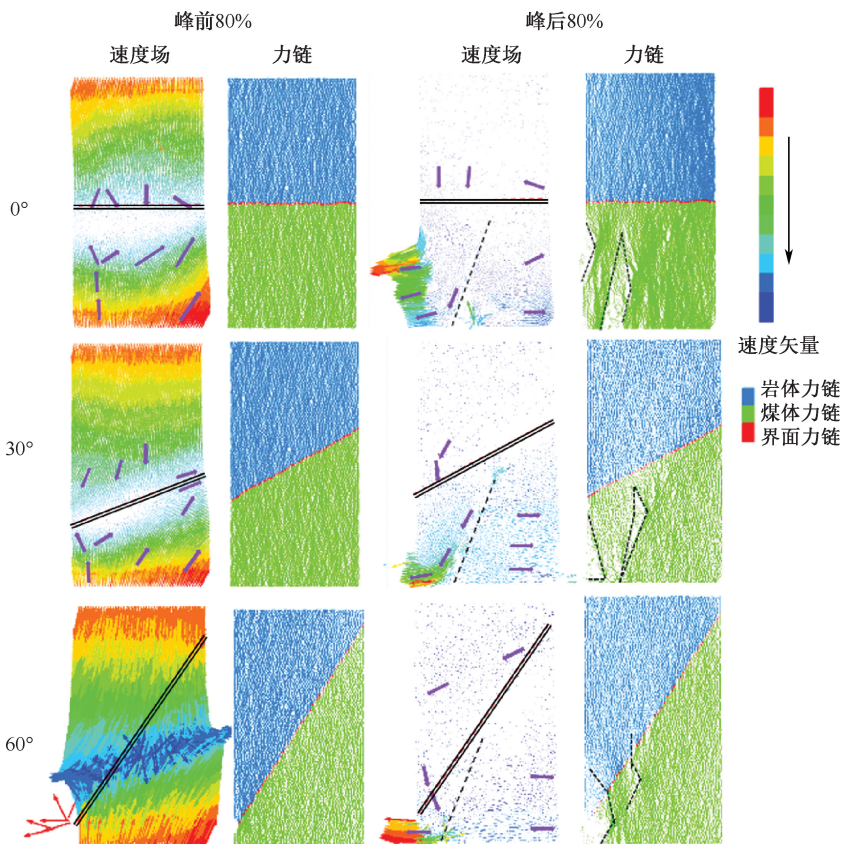 峰前80%
峰后80%
速度场
力链
速度场
力链
0°
速度矢量
岩体力链
煤体力链
界面力链
30°
60°